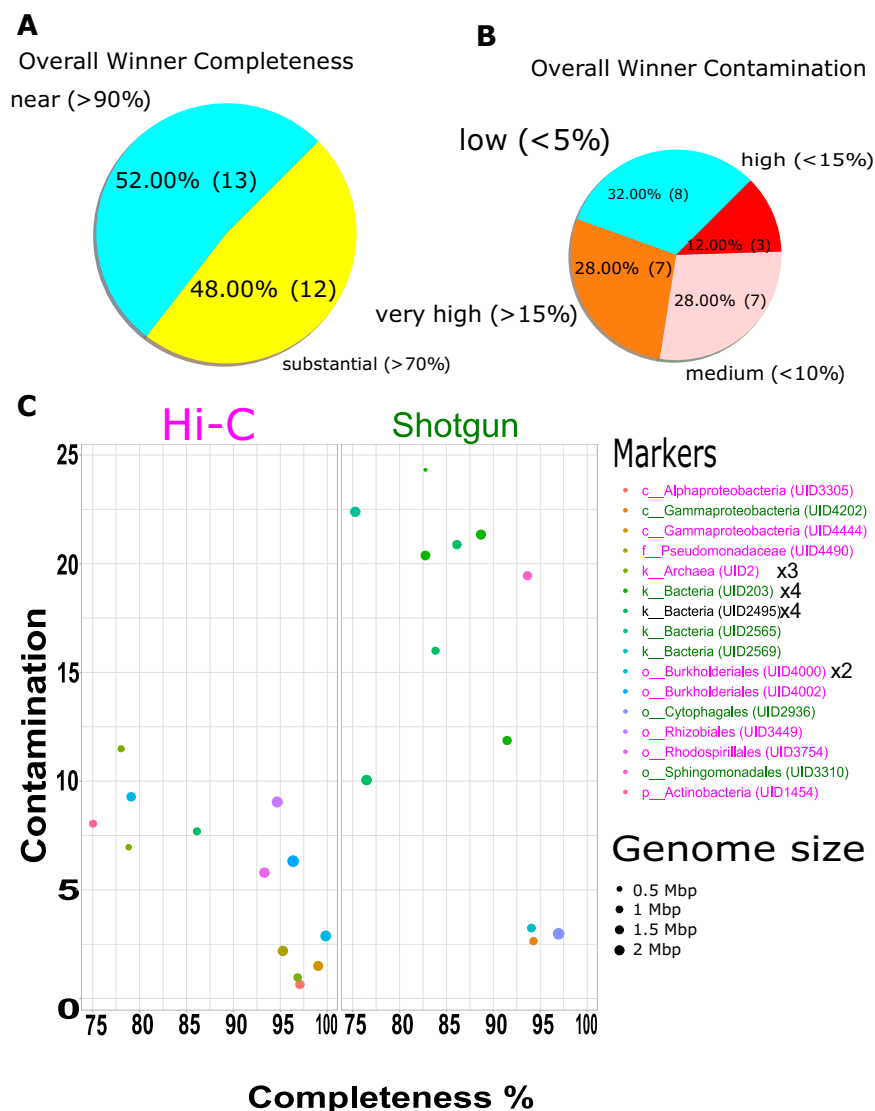 A
Overall Winner Completeness
near (>90%)
52.00% (13)
48.00% (12)
substantial (>70%)
B
Overall Winner Contamination
low (<5%)
high (<15%)
32.00% (8)
12.00% (3)
28.00% (7)
28.00% (7)
very high (>15%)
medium (<10%)
C
Hi-C
Shotgun
Contamination
25
20
15
10
5
0
75 80 85 90 95 100
75 80 85 90 95 100
Completeness %
Markers
c__Alphaproteobacteria (UID3305)
c__Gammaproteobacteria (UID4202)
c__Gammaproteobacteria (UID4444)
f__Pseudomonadaceae (UID4490)
k__Archaea (UID2) x3
k__Bacteria (UID203) x4
k__Bacteria (UID2495) x4
k__Bacteria (UID2565)
k__Bacteria (UID2569)
o__Burkholderiales (UID4000) x2
o__Burkholderiales (UID4002)
o__Cytophagales (UID2936)
o__Rhizobiales (UID3449)
o__Rhodospirillales (UID3754)
o__Sphingomonadales (UID3310)
p__Actinobacteria (UID1454)
Genome size
0.5 Mbp
1 Mbp
1.5 Mbp
2 Mbp